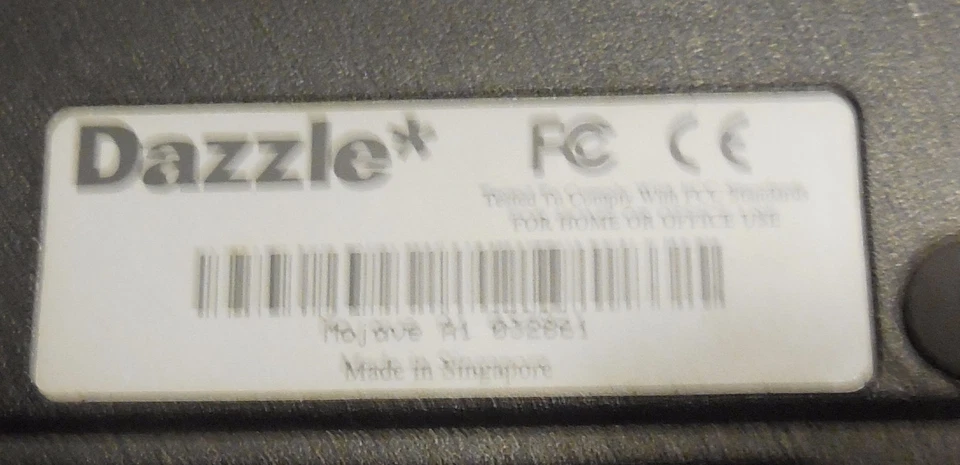 Dazzle*
FC CE
Tested To Comply With FCC Standards
FOR HOME OR OFFICE USE
Mojave A1 032861
Made in Singapore